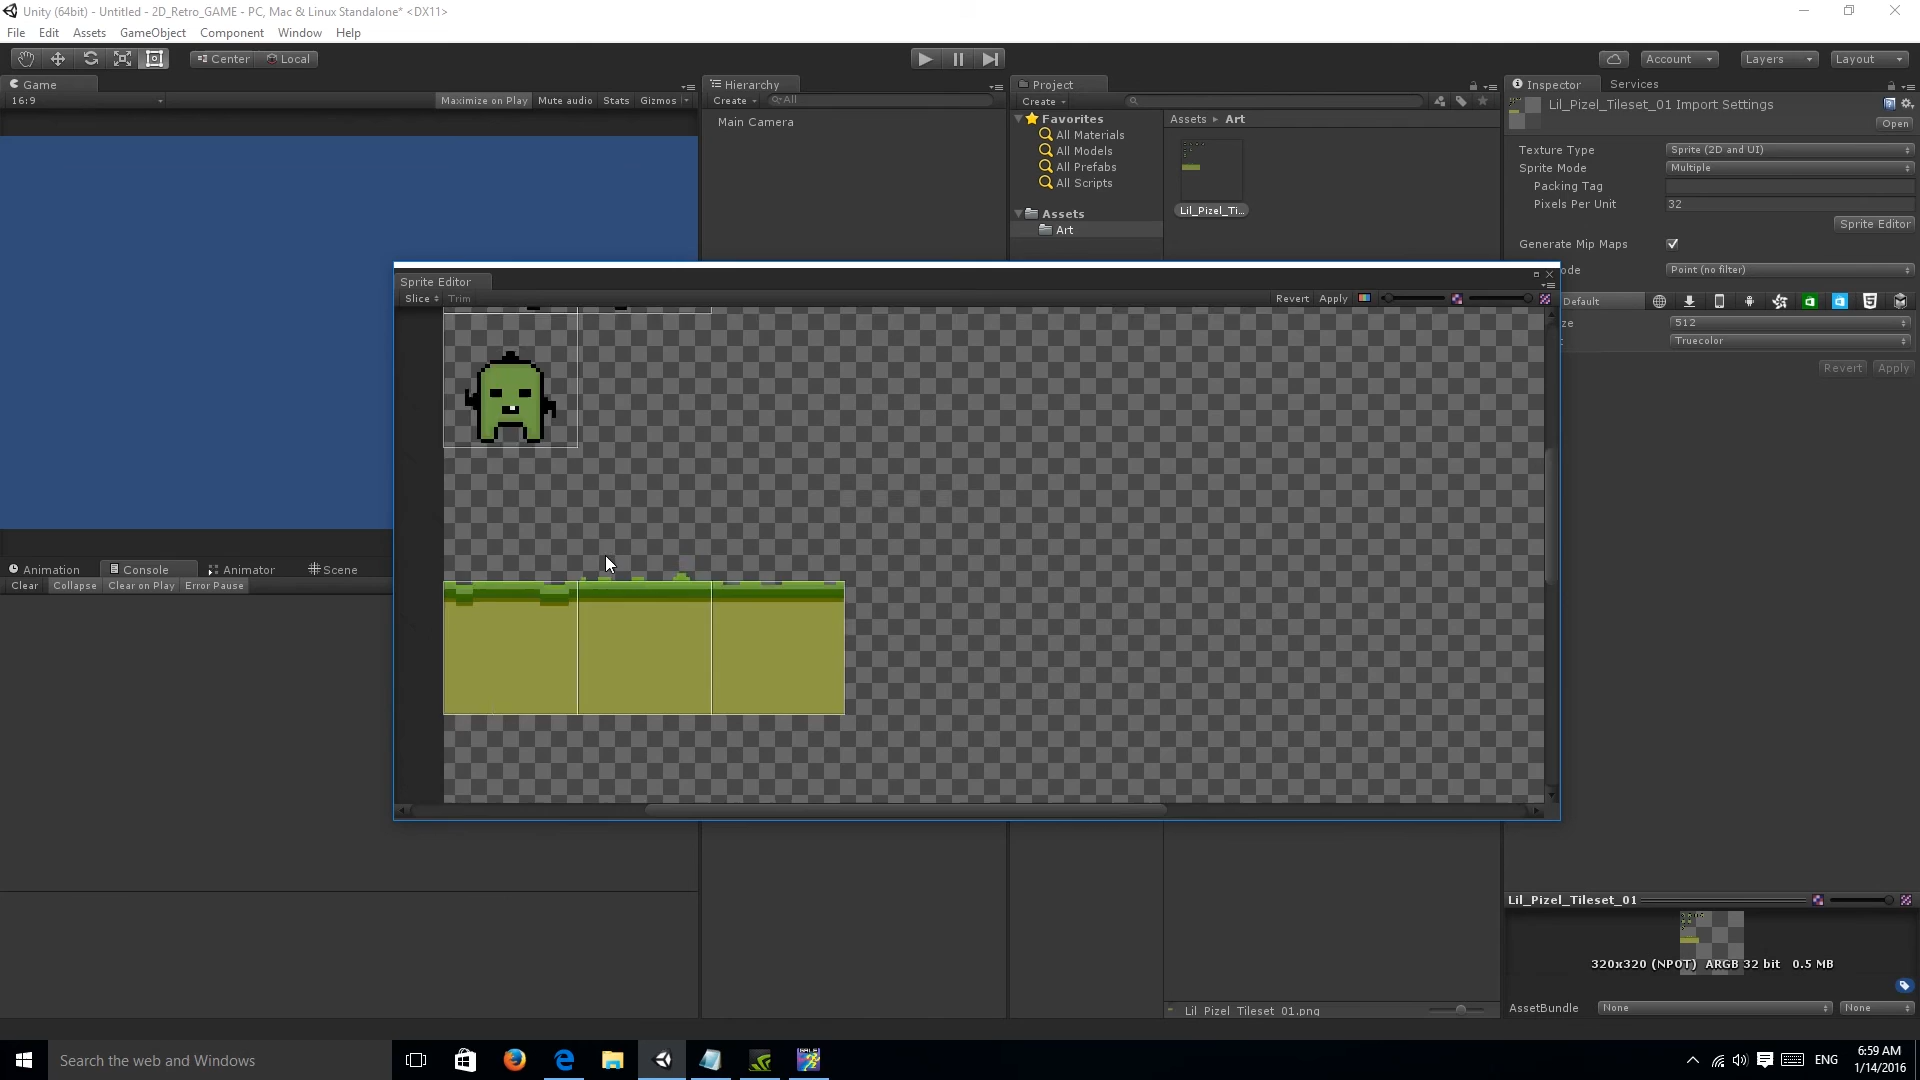 Unity (64bit) - Untitled - 2D_Retro_GAME - PC, Mac & Linux Standalone* <DX11>
File Edit Assets GameObject Component Window Help
Center Local Account Layers Layout
Game Hierarchy Project Inspector Services
16:9 Maximize on Play Mute audio Stats Gizmos Create All Create
Lil_Pizel_Tileset_01 Import Settings
Open
Main Camera
Favorites
All Materials
All Models
All Prefabs
All Scripts
Assets
Art
Assets ▸ Art
Lil_Pizel_Ti...
Texture Type Sprite (2D and UI)
Sprite Mode Multiple
Packing Tag
Pixels Per Unit 32
Sprite Editor
Generate Mip Maps
ode Point (no filter)
Default
ze 512
Truecolor
Revert Apply
Sprite Editor
Slice Trim Revert Apply
Animation Console Animator Scene
Clear Collapse Clear on Play Error Pause
Lil_Pizel_Tileset_01
320x320 (NPOT) ARGB 32 bit 0.5 MB
AssetBundle None None
Lil_Pizel_Tileset_01.png
Search the web and Windows
ENG
6:59 AM
1/14/2016